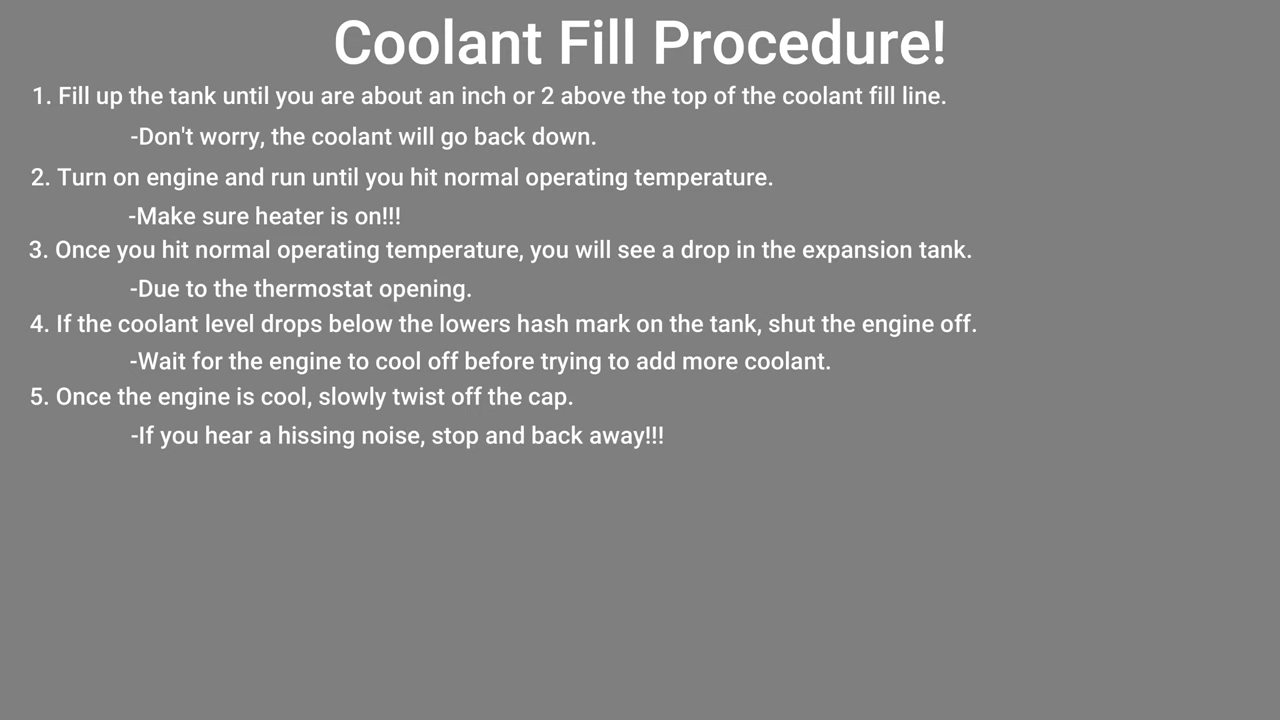 Coolant Fill Procedure!
1. Fill up the tank until you are about an inch or 2 above the top of the coolant fill line.
-Don't worry, the coolant will go back down.
2. Turn on engine and run until you hit normal operating temperature.
-Make sure heater is on!!!
3. Once you hit normal operating temperature, you will see a drop in the expansion tank.
-Due to the thermostat opening.
4. If the coolant level drops below the lowers hash mark on the tank, shut the engine off.
-Wait for the engine to cool off before trying to add more coolant.
5. Once the engine is cool, slowly twist off the cap.
-If you hear a hissing noise, stop and back away!!!